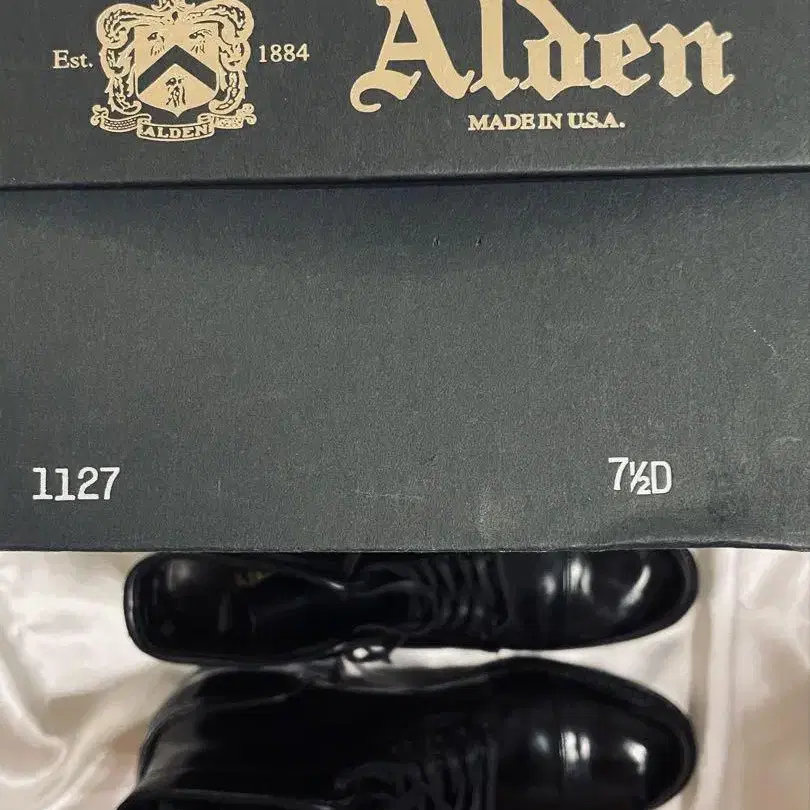 Est. 1884
ALDEN
Alden
MADE IN U.S.A.
1127
7½D